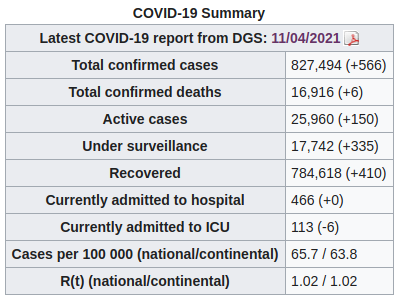 COVID-19 Summary
Latest COVID-19 report from DGS: 11/04/2021
Total confirmed cases 827,494 (+566)
Total confirmed deaths 16,916 (+6)
Active cases 25,960 (+150)
Under surveillance 17,742 (+335)
Recovered 784,618 (+410)
Currently admitted to hospital 466 (+0)
Currently admitted to ICU 113 (-6)
Cases per 100 000 (national/continental) 65.7 / 63.8
R(t) (national/continental) 1.02 / 1.02